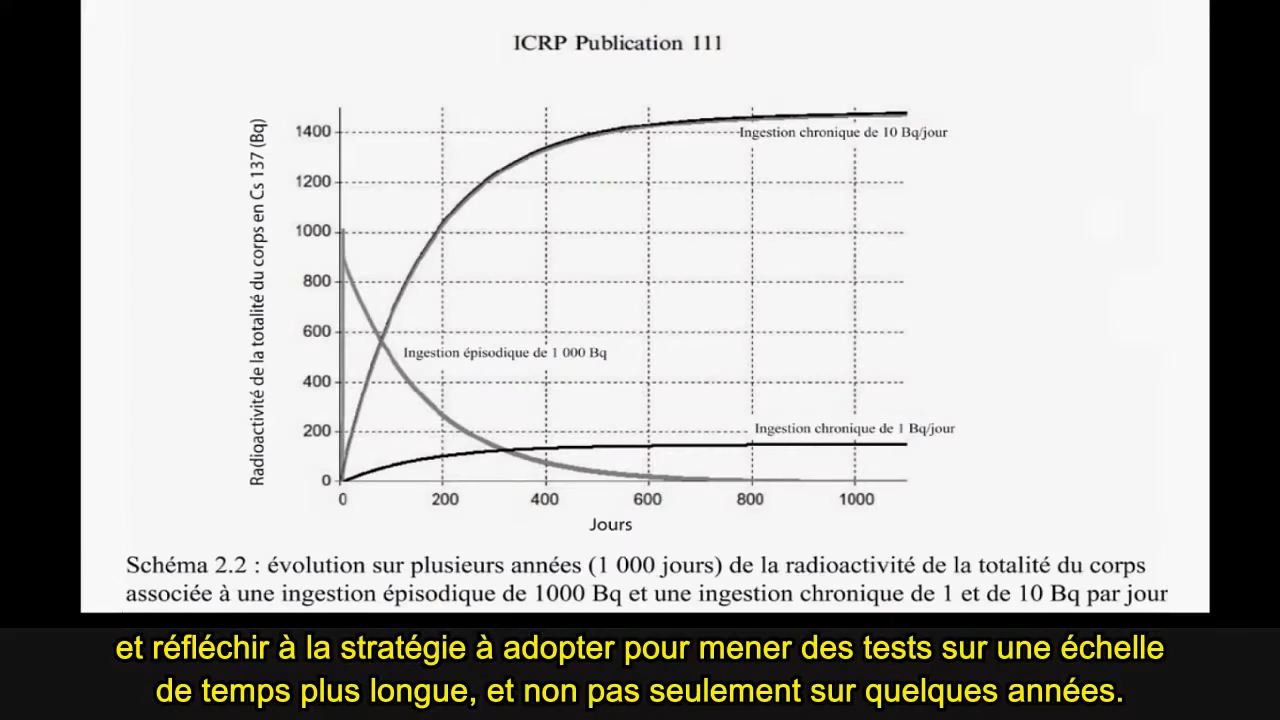 ICRP Publication 111
Radioactivité de la totalité du corps en Cs 137 (Bq)
1400
1200
1000
800
600
400
200
0
Ingestion chronique de 10 Bq/jour
Ingestion épisodique de 1 000 Bq
Ingestion chronique de 1 Bq/jour
0 200 400 600 800 1000
Jours
Schéma 2.2 : évolution sur plusieurs années (1 000 jours) de la radioactivité de la totalité du corps
associée à une ingestion épisodique de 1000 Bq et une ingestion chronique de 1 et de 10 Bq par jour
et réfléchir à la stratégie à adopter pour mener des tests sur une échelle
de temps plus longue, et non pas seulement sur quelques années.